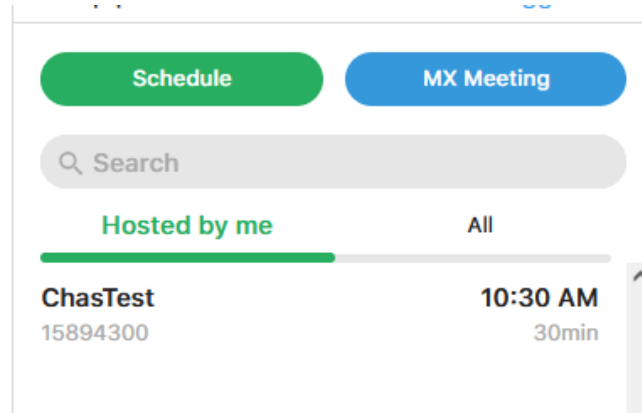 Schedule
MX Meeting
Search
Hosted by me
All
ChasTest
10:30 AM
15894300
30min